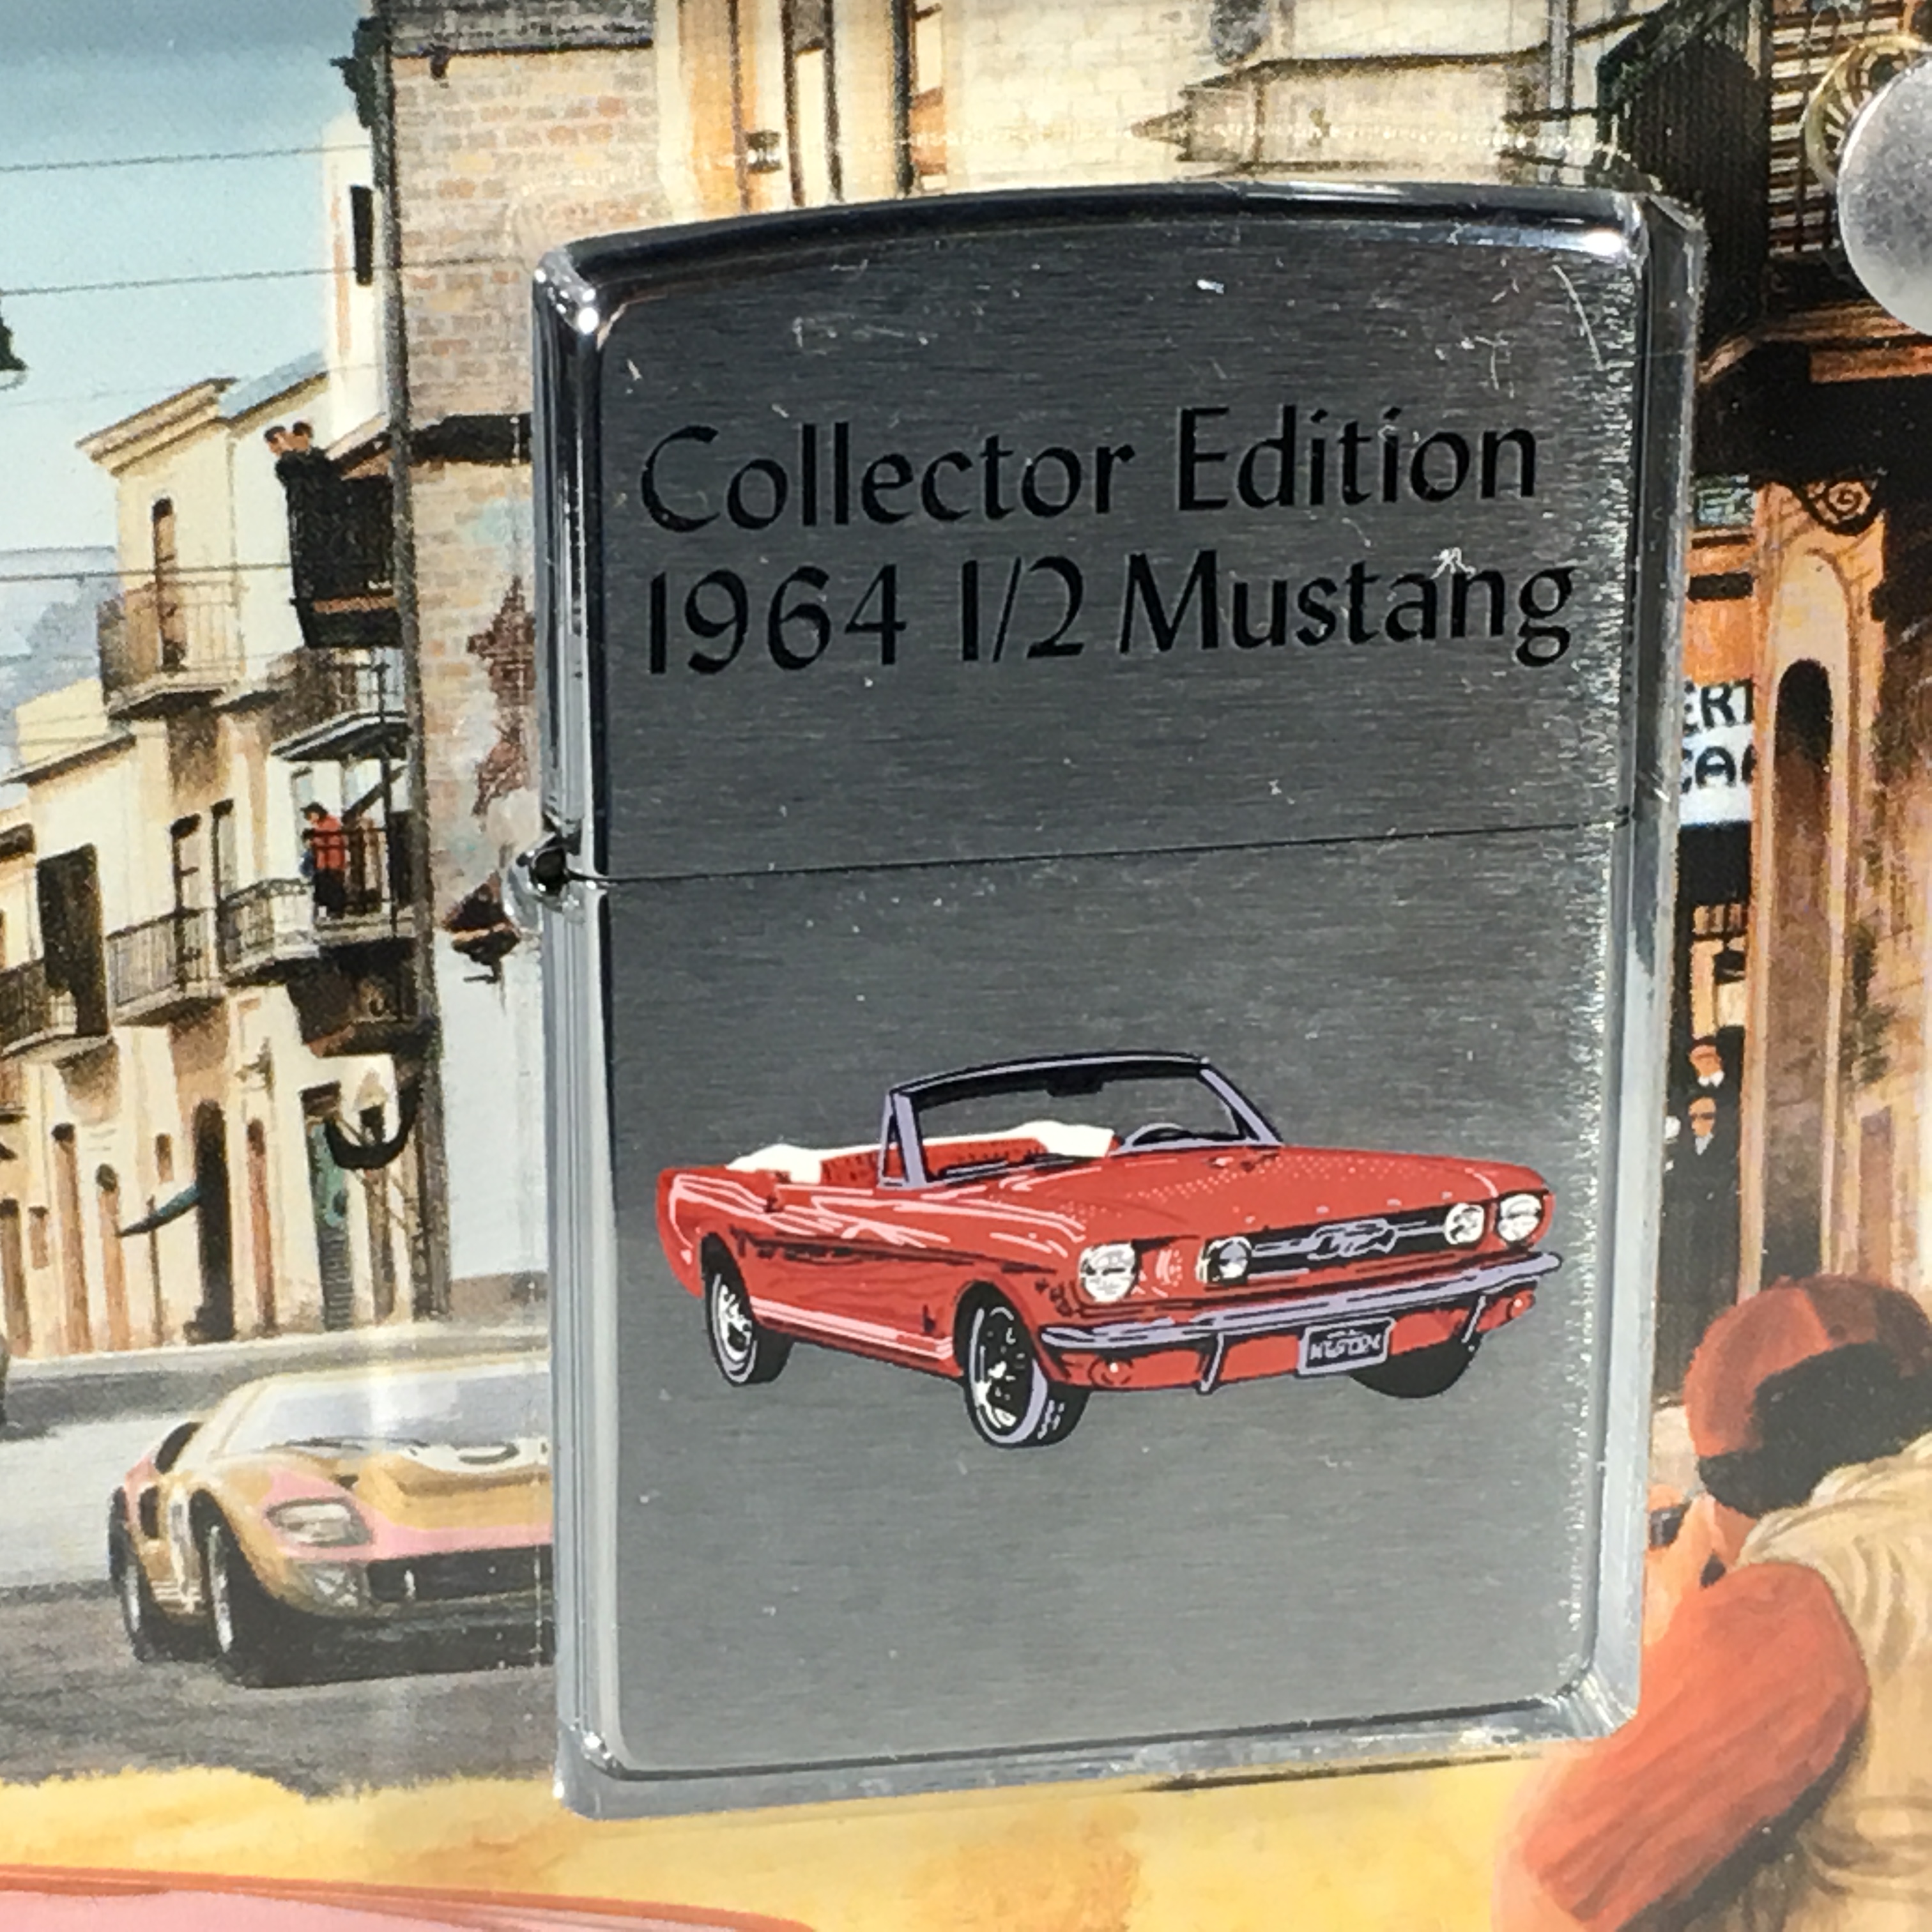 Collector Edition
1964 1/2 Mustang